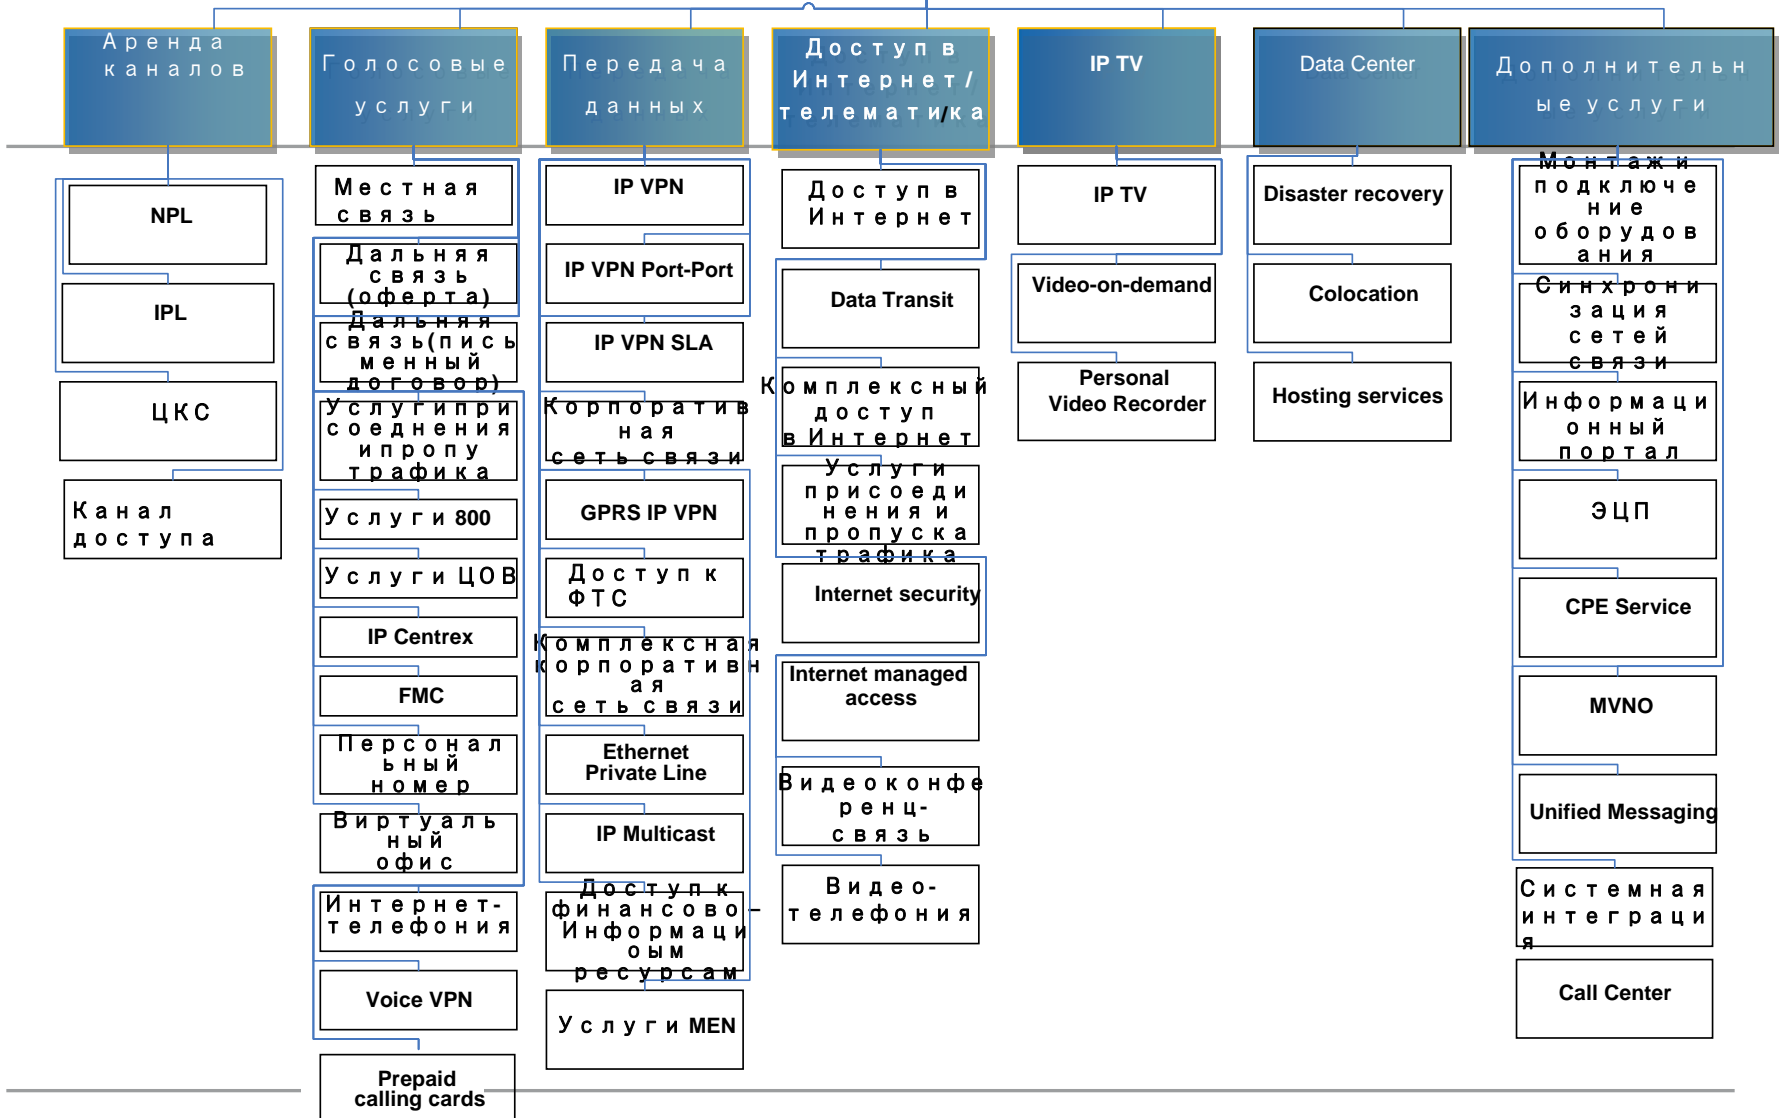 Аренда
каналов
Голосовые
услуги
Передача
данных
Доступ в
Интернет/
телемати/ка
IP TV
Data Center
Дополнительн
ые услуги
NPL
IPL
ЦКС
Канал
доступа
Местная
связь
Дальняя
связь
(оферта)
Дальняя
связь(пись
менный
договор)
Услугипри
соеднения
ипропу
трафика
Услуги 800
Услуги ЦОВ
IP Centrex
FMC
Персонал
ьный
номер
Виртуаль
ный
офис
Интернет-
телефония
Voice VPN
Prepaid
calling cards
IP VPN
IP VPN Port-Port
IP VPN SLA
Корпоратив
ная
сеть связи
GPRS IP VPN
Доступ к
ФТС
Комплексная
корпоративн
ая
сеть связи
Ethernet
Private Line
IP Multicast
Доступ к
финансово–
Информаци
оым
ресурсам
Услуги MEN
Доступ в
Интернет
Data Transit
Комплексный
доступ
в Интернет
Услуги
присоеди
нения и
пропуска
трафика
Internet security
Internet managed
access
Видеоконфе
ренц-
связь
Видео-
телефония
IP TV
Video-on-demand
Personal
Video Recorder
Disaster recovery
Colocation
Hosting services
Монтаж и
подключе
ние
оборудов
ания
Синхрони
зация
сетей
связи
Информаци
онный
портал
ЭЦП
CPE Service
MVNO
Unified Messaging
Системная
интеграци
я
Call Center